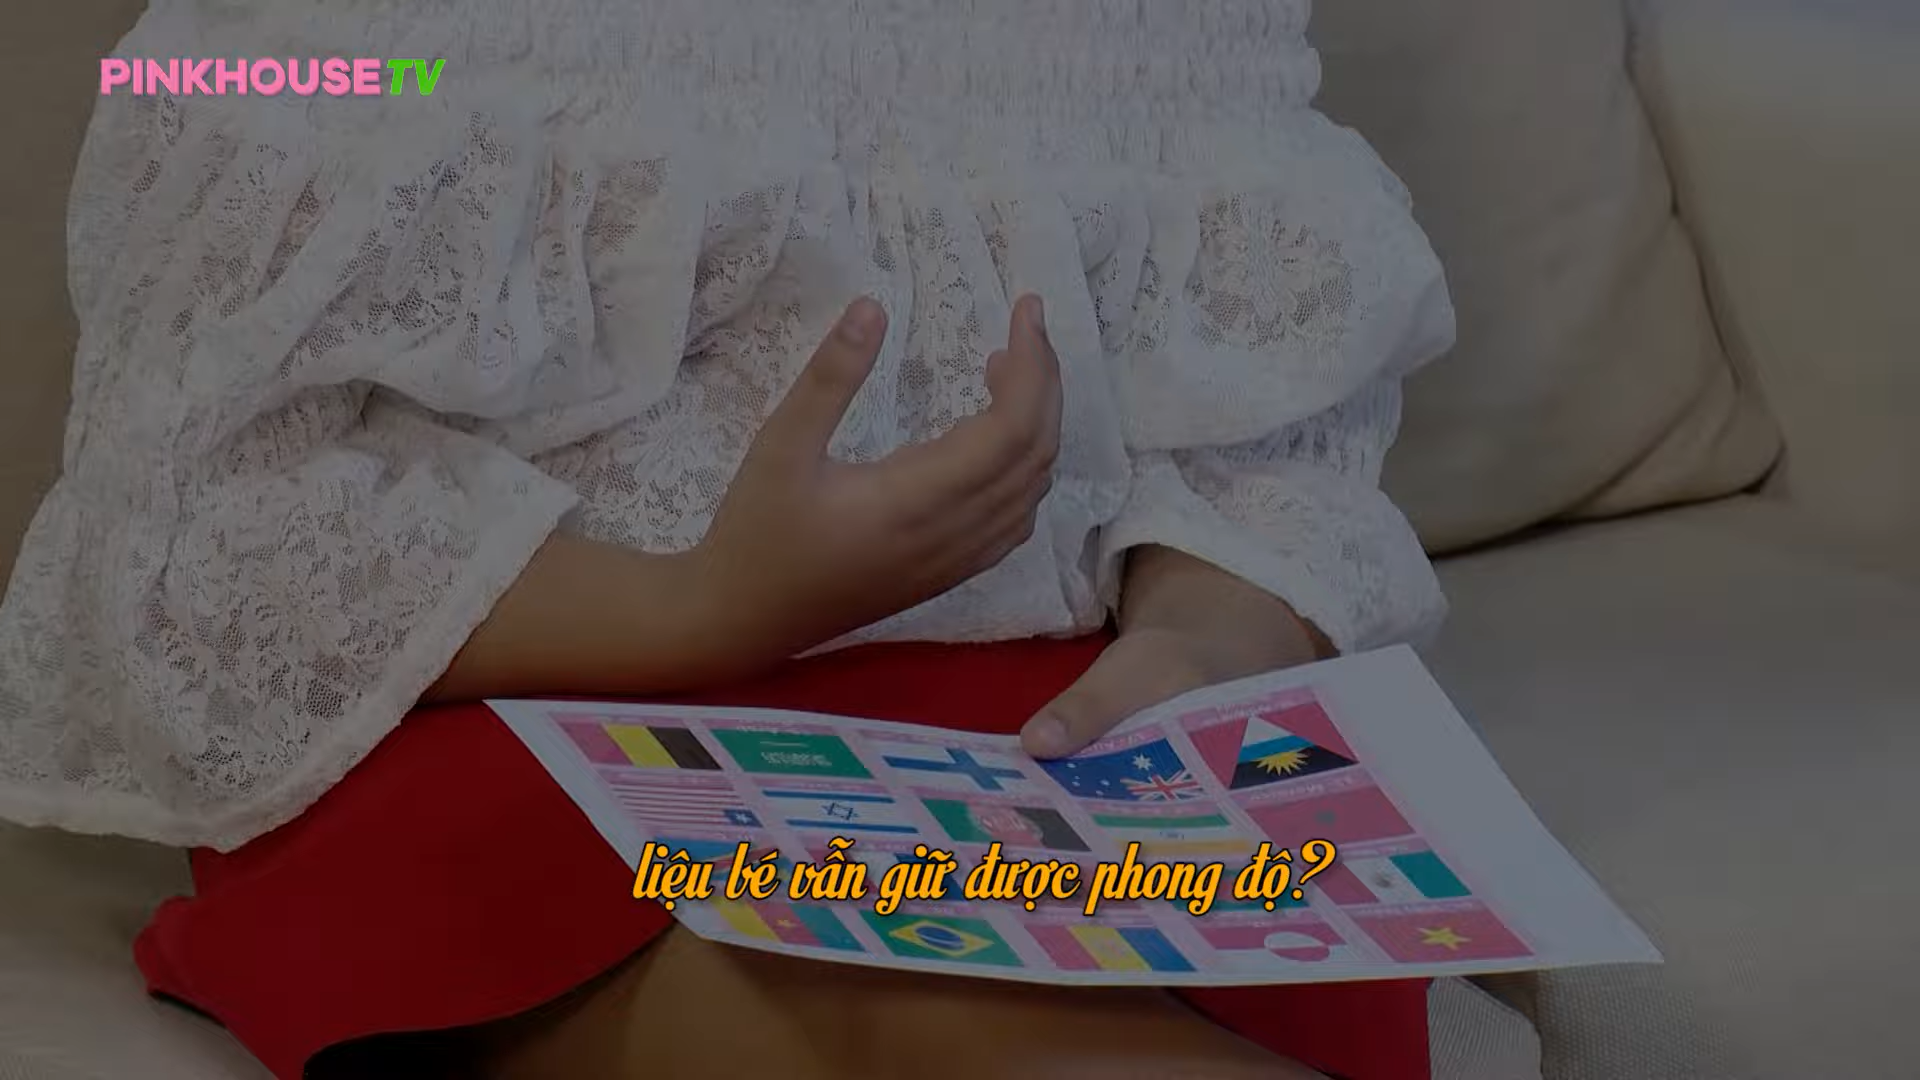 PINKHOUSETV
liệu bé vẫn giữ được phong độ?